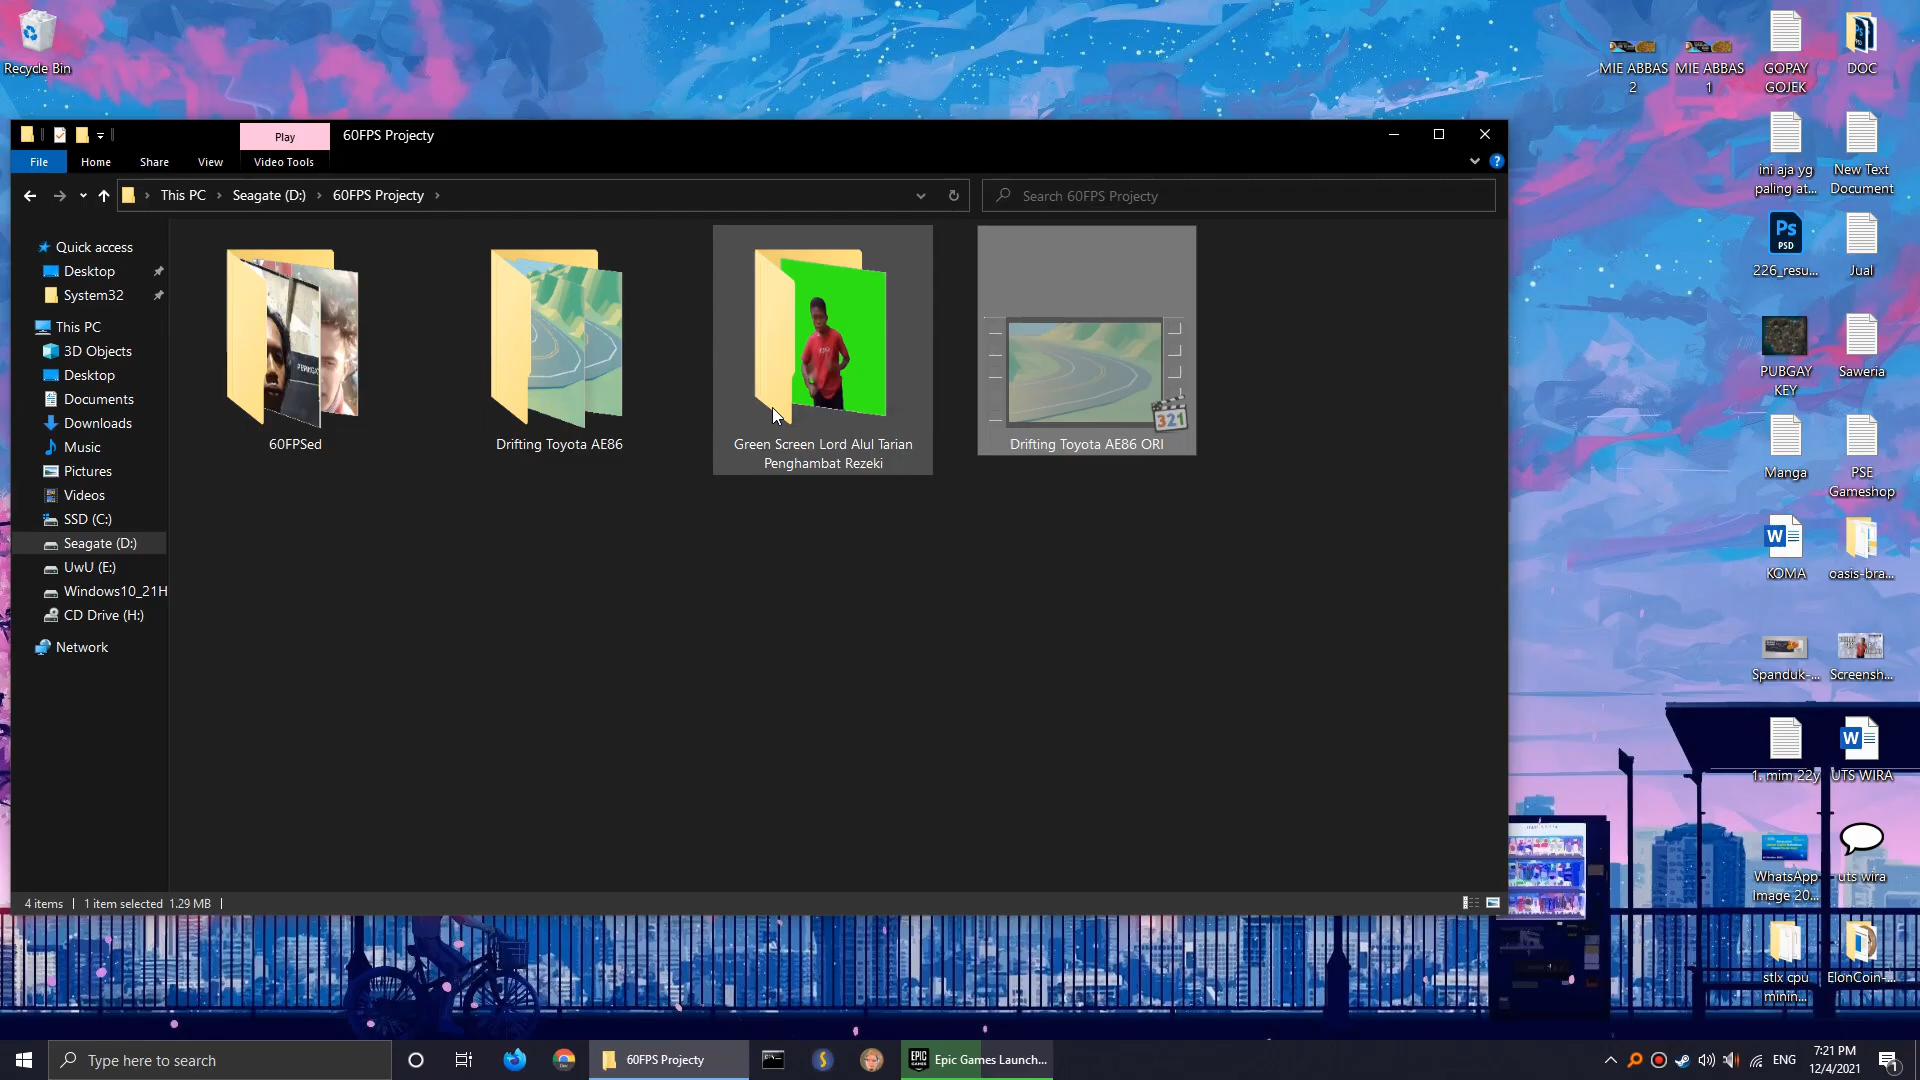 Recycle Bin
MIE ABBAS
2
MIE ABBAS
1
GOPAY
GOJEK
DOC
Play
60FPS Projecty
File
Home
Share
View
Video Tools
This PC
Seagate (D:)
60FPS Projecty
Search 60FPS Projecty
Quick access
Desktop
System32
This PC
3D Objects
Desktop
Documents
Downloads
Music
Pictures
Videos
SSD (C:)
Seagate (D:)
UwU (E:)
Windows10_21H
CD Drive (H:)
Network
60FPSed
Drifting Toyota AE86
Green Screen Lord Alul Tarian
Penghambat Rezeki
321
Drifting Toyota AE86 ORI
4 items
1 item selected 1.29 MB
ini aja yg
paling at...
New Text
Document
Ps
PSD
226_resu...
Jual
PUBGAY
KEY
Saweria
Manga
PSE
Gameshop
W
KOMA
oasis-bra...
Spanduk-...
Screensh...
1. mim 22y
W
UTS WIRA
WhatsApp
Image 20...
uts wira
stlx cpu
minin...
ElonCoin-...
Type here to search
60FPS Projecty
EPIC
GAMES
Epic Games Launch...
ENG
7:21 PM
12/4/2021
1